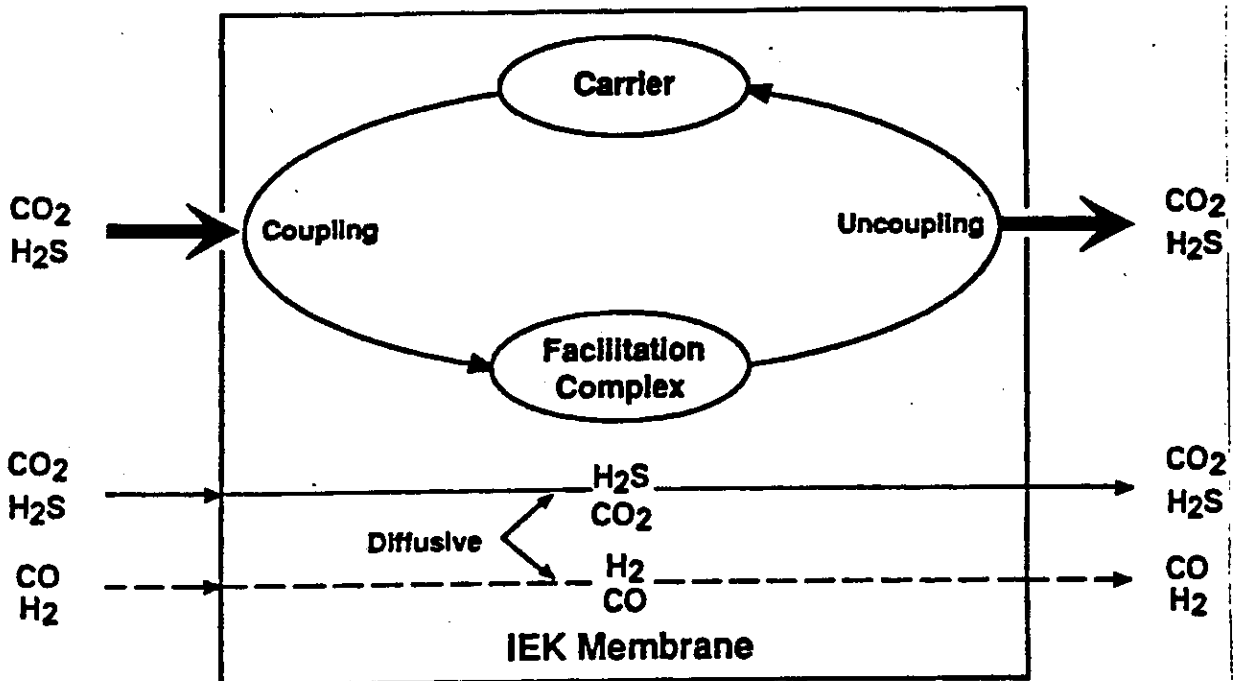 Carrier
CO2
H2S
Coupling
Uncoupling
CO2
H2S
Facilitation
Complex
CO2
H2S
H2S
CO2
CO2
H2S
Diffusive
CO
H2
H2
CO
CO
H2
IEK Membrane